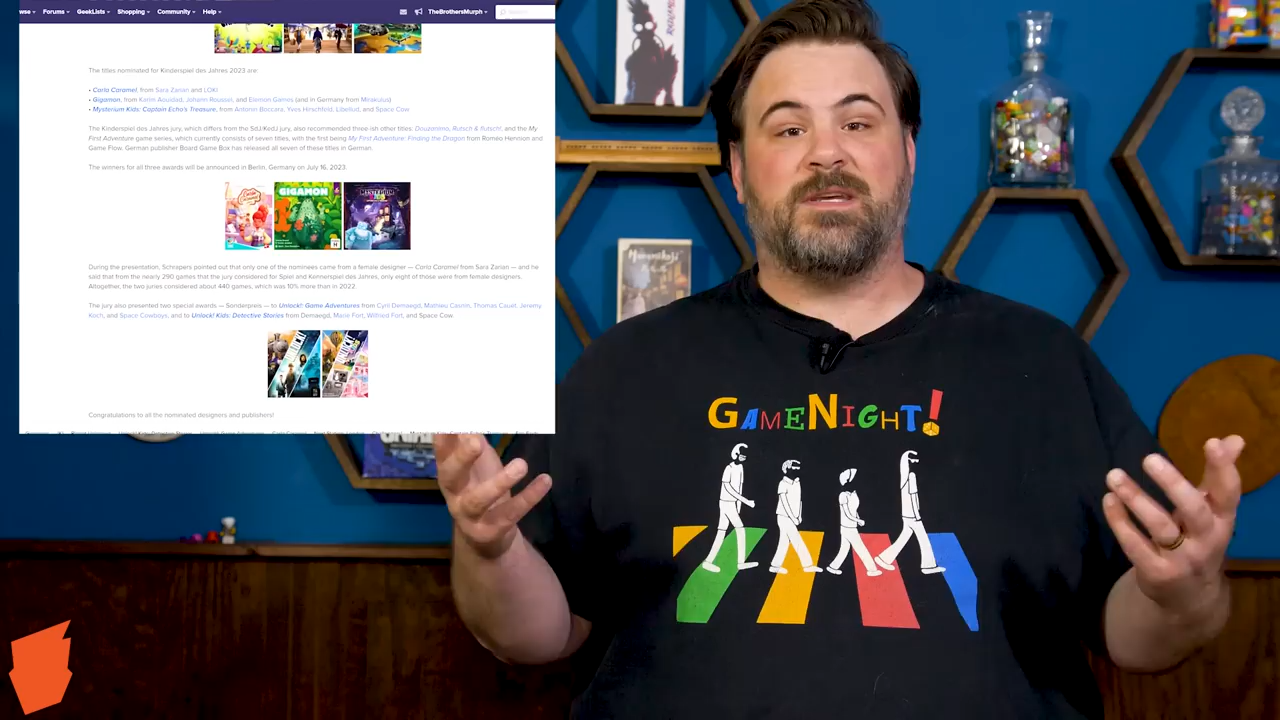 wse Forums GeekLists Shopping Community Help TheBrothersMurph
The titles nominated for Kinderspiel des Jahres 2023 are:
• Carla Caramel, from Sara Zarian and LOKI
• Gigamon, from Karim Aouidad, Johann Roussel, and Elemon Games (and in Germany from Mirakulus)
• Mysterium Kids: Captain Echo's Treasure, from Antonin Boccara, Yves Hirschfeld, Libellud, and Space Cow
The Kinderspiel des Jahres jury, which differs from the SdJ/KedJ jury, also recommended three-ish other titles: Douzanimo, Rutsch & flutsch!, and the My
First Adventure game series, which currently consists of seven titles, with the first being My First Adventure: Finding the Dragon from Roméo Hennion and
Game Flow. German publisher Board Game Box has released all seven of these titles in German.
The winners for all three awards will be announced in Berlin, Germany on July 16, 2023.
GIGAMON
MYSTERIUM
During the presentation, Schrapers pointed out that only one of the nominees came from a female designer — Carla Caramel from Sara Zarian — and he
said that from the nearly 290 games that the jury considered for Spiel and Kennerspiel des Jahres, only eight of those were from female designers.
Altogether, the two juries considered about 440 games, which was 10% more than in 2022.
The jury also presented two special awards — Sonderpreis — to Unlock!: Game Adventures from Cyril Demaegd, Mathieu Casnin, Thomas Cauët, Jeremy
Koch, and Space Cowboys, and to Unlock! Kids: Detective Stories from Demaegd, Marie Fort, Wilfried Fort, and Space Cow.
Congratulations to all the nominated designers and publishers!
Hanamikoji
GAMENIGHT!